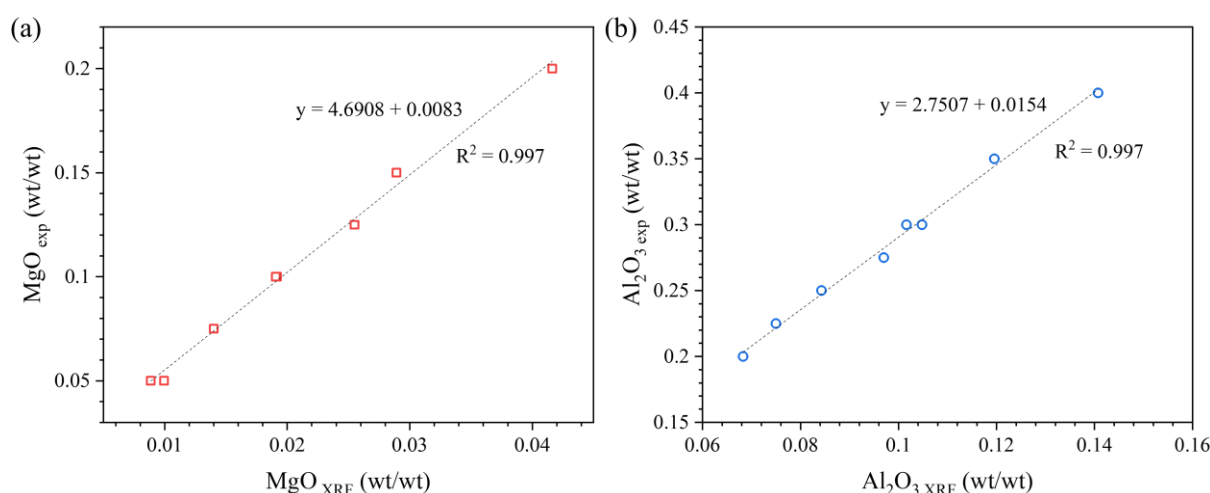 (a)
MgO exp (wt/wt)
0.2
0.15
0.1
0.05
y = 4.6908 + 0.0083
R² = 0.997
0.01 0.02 0.03 0.04
MgO XRF (wt/wt)
(b)
Al₂O₃ exp (wt/wt)
0.45
0.4
0.35
0.3
0.25
0.2
0.15
y = 2.7507 + 0.0154
R² = 0.997
0.06 0.08 0.1 0.12 0.14 0.16
Al₂O₃ XRF (wt/wt)